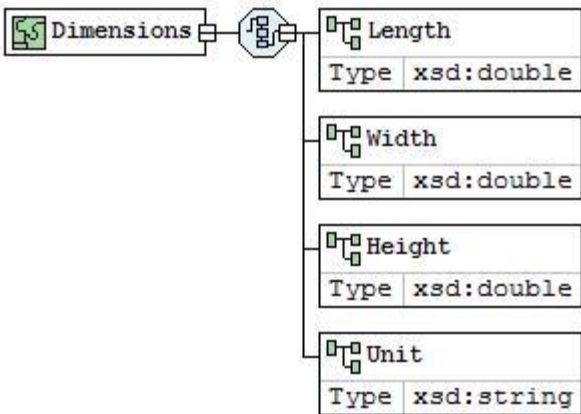 Dimensions
Length
Type xsd:double
Width
Type xsd:double
Height
Type xsd:double
Unit
Type xsd:string